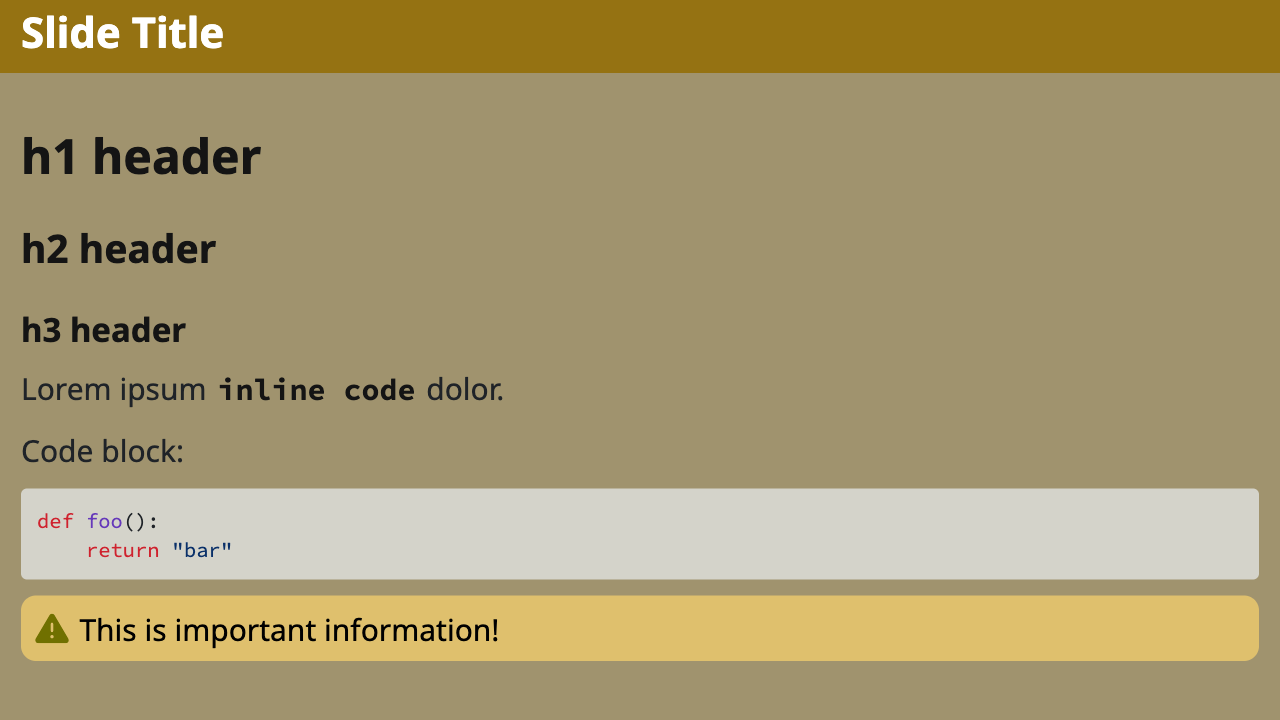 Slide Title
h1 header
h2 header
h3 header
Lorem ipsum inline code dolor.
Code block:
def foo():
    return "bar"
This is important information!